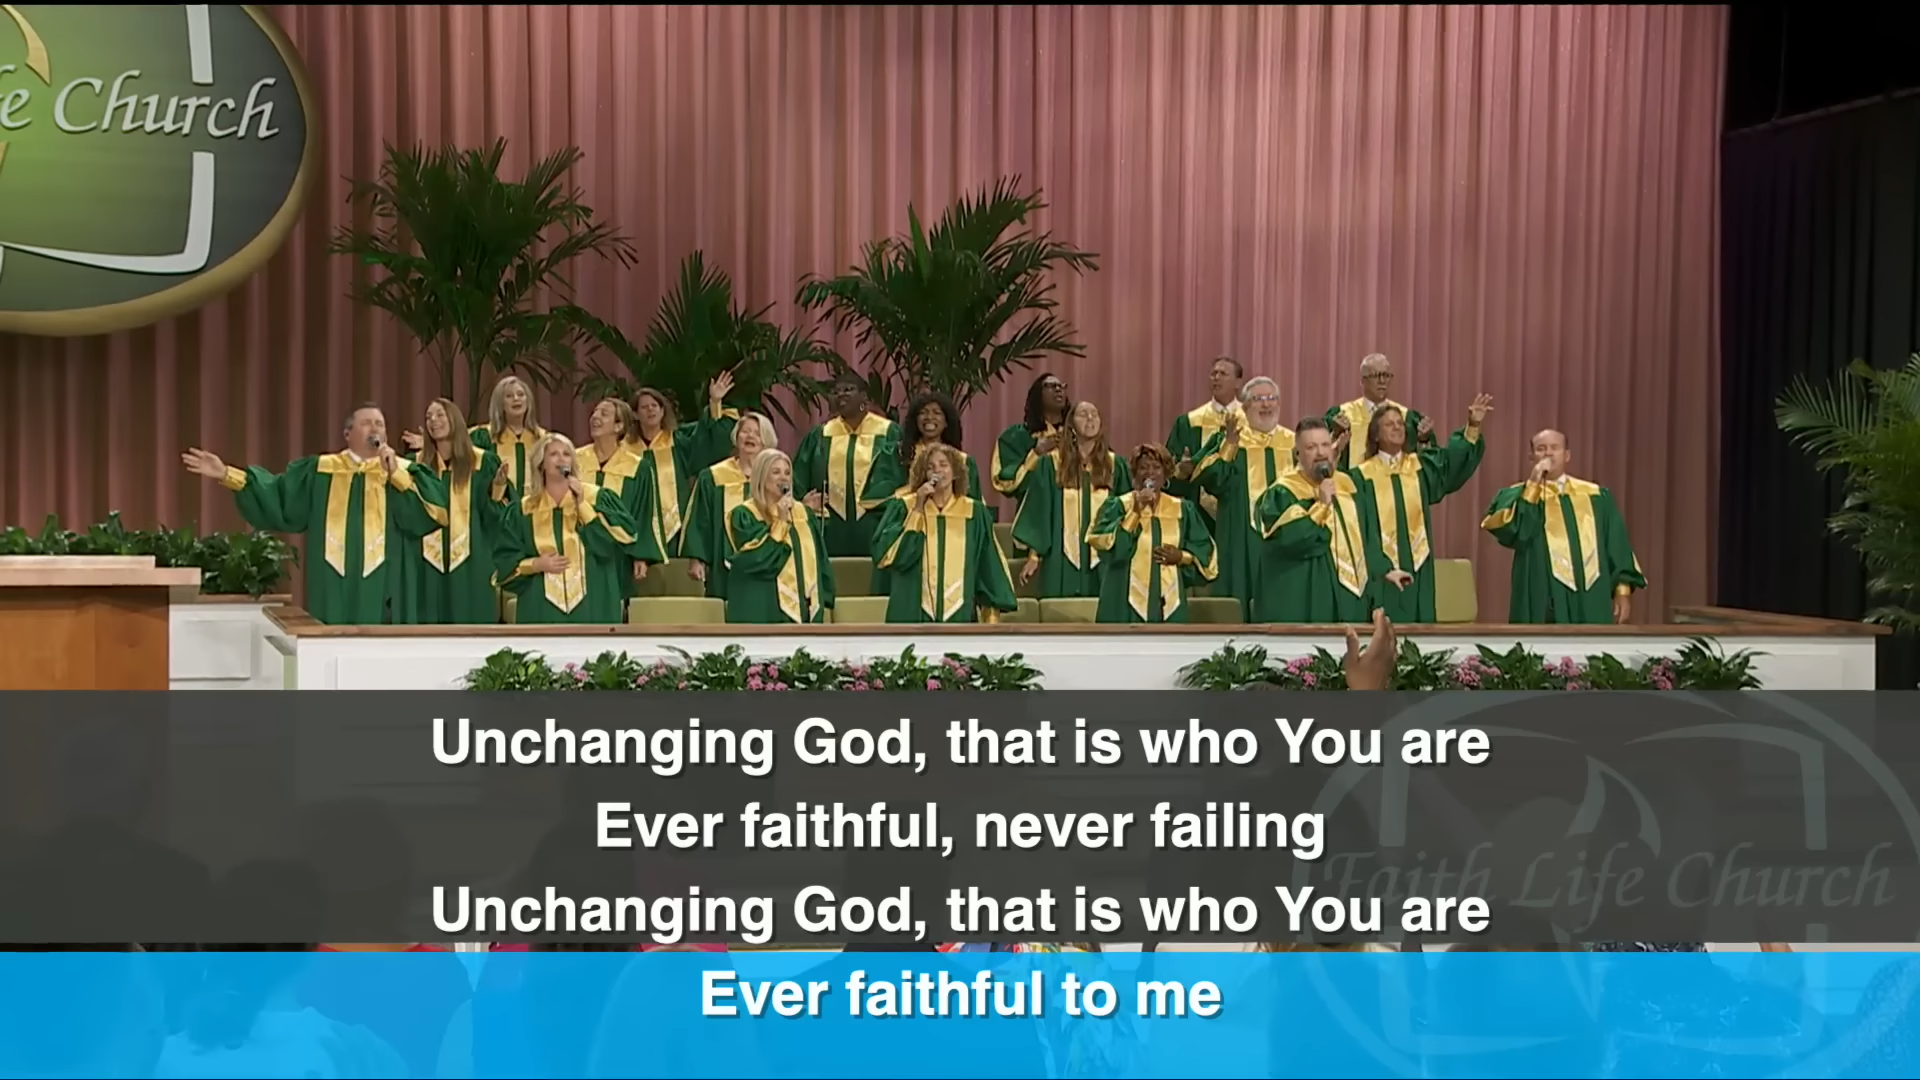 e Church
Unchanging God, that is who You are
Ever faithful, never failing
Unchanging God, that is who You are
Faith Life Church
Ever faithful to me